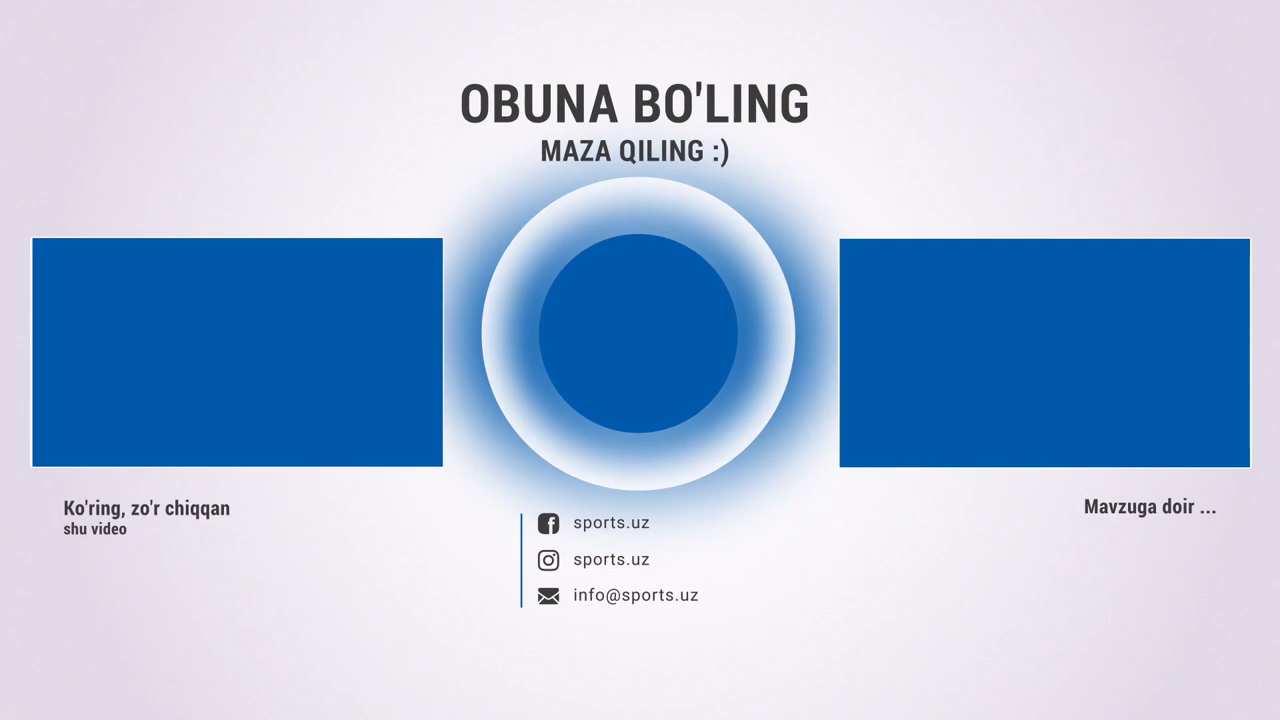 OBUNA BO'LING
MAZA QILING :)
Ko'ring, zo'r chiqqan
shu video
Mavzuga doir ...
sports.uz
sports.uz
info@sports.uz